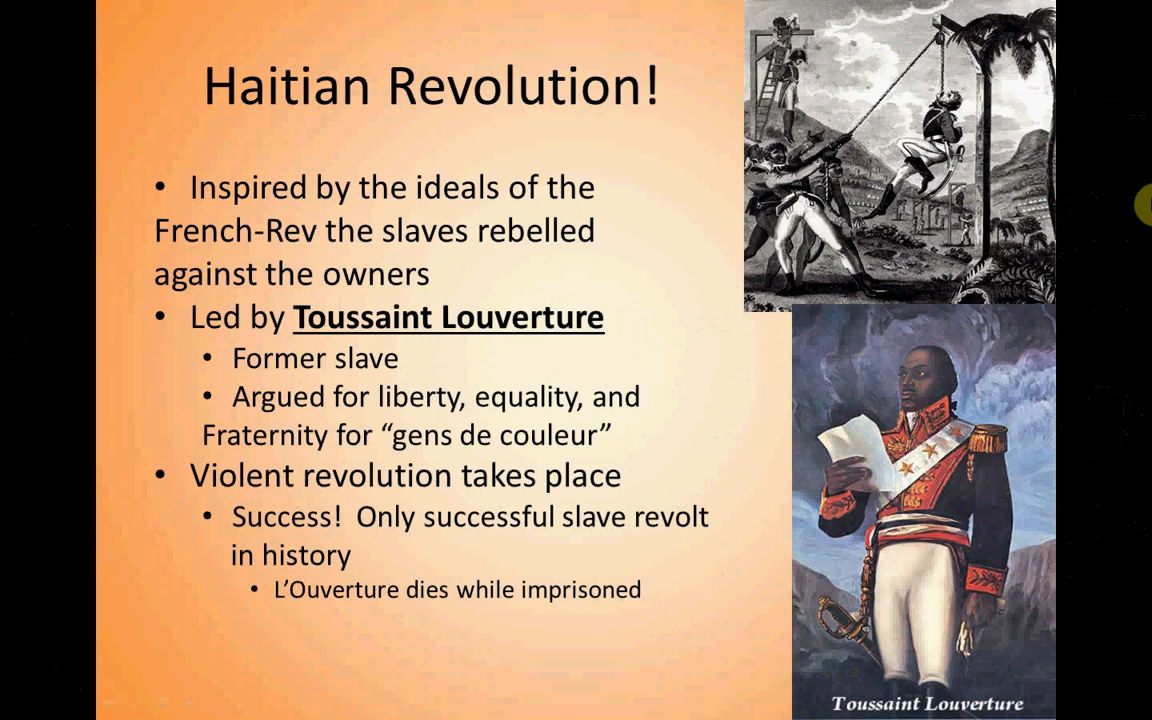 Haitian Revolution!
• Inspired by the ideals of the
French-Rev the slaves rebelled
against the owners
• Led by Toussaint Louverture
• Former slave
• Argued for liberty, equality, and
Fraternity for “gens de couleur”
• Violent revolution takes place
• Success! Only successful slave revolt
in history
• L’Ouverture dies while imprisoned
Toussaint Louverture